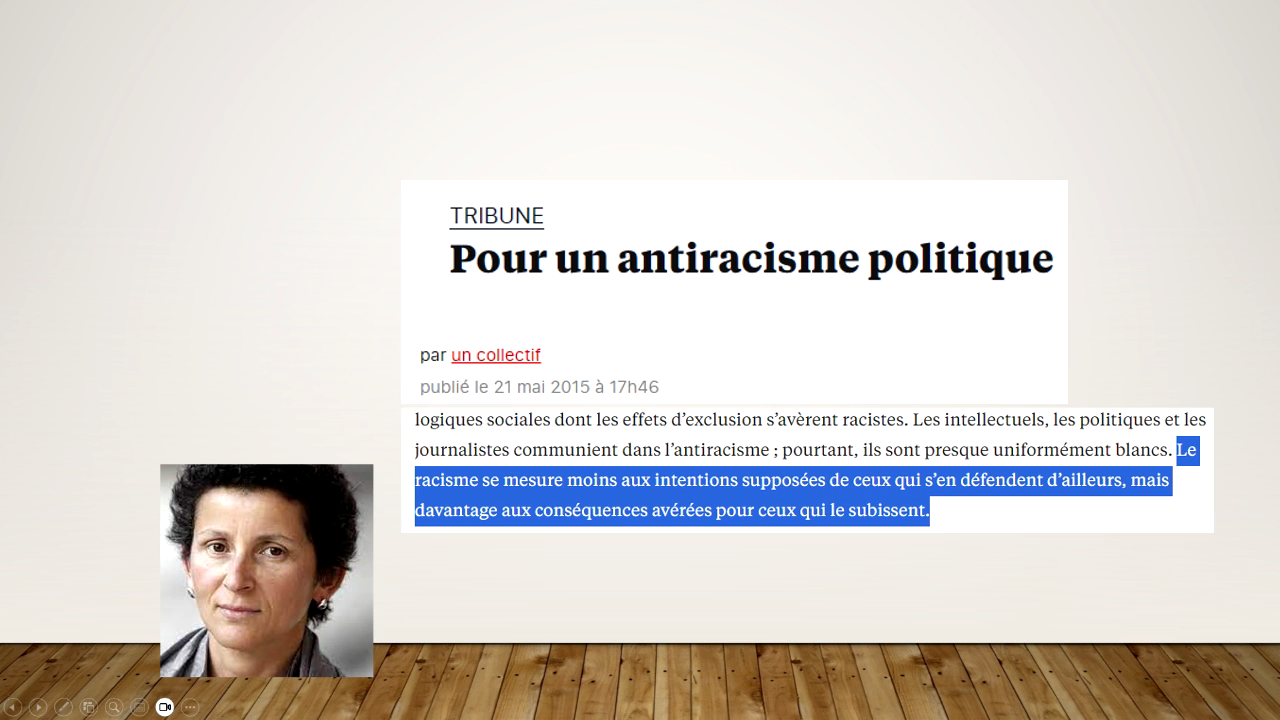 TRIBUNE
Pour un antiracisme politique
par un collectif
publié le 21 mai 2015 à 17h46
logiques sociales dont les effets d’exclusion s’avèrent racistes. Les intellectuels, les politiques et les
journalistes communient dans l’antiracisme ; pourtant, ils sont presque uniformément blancs. Le
racisme se mesure moins aux intentions supposées de ceux qui s’en défendent d’ailleurs, mais
davantage aux conséquences avérées pour ceux qui le subissent.